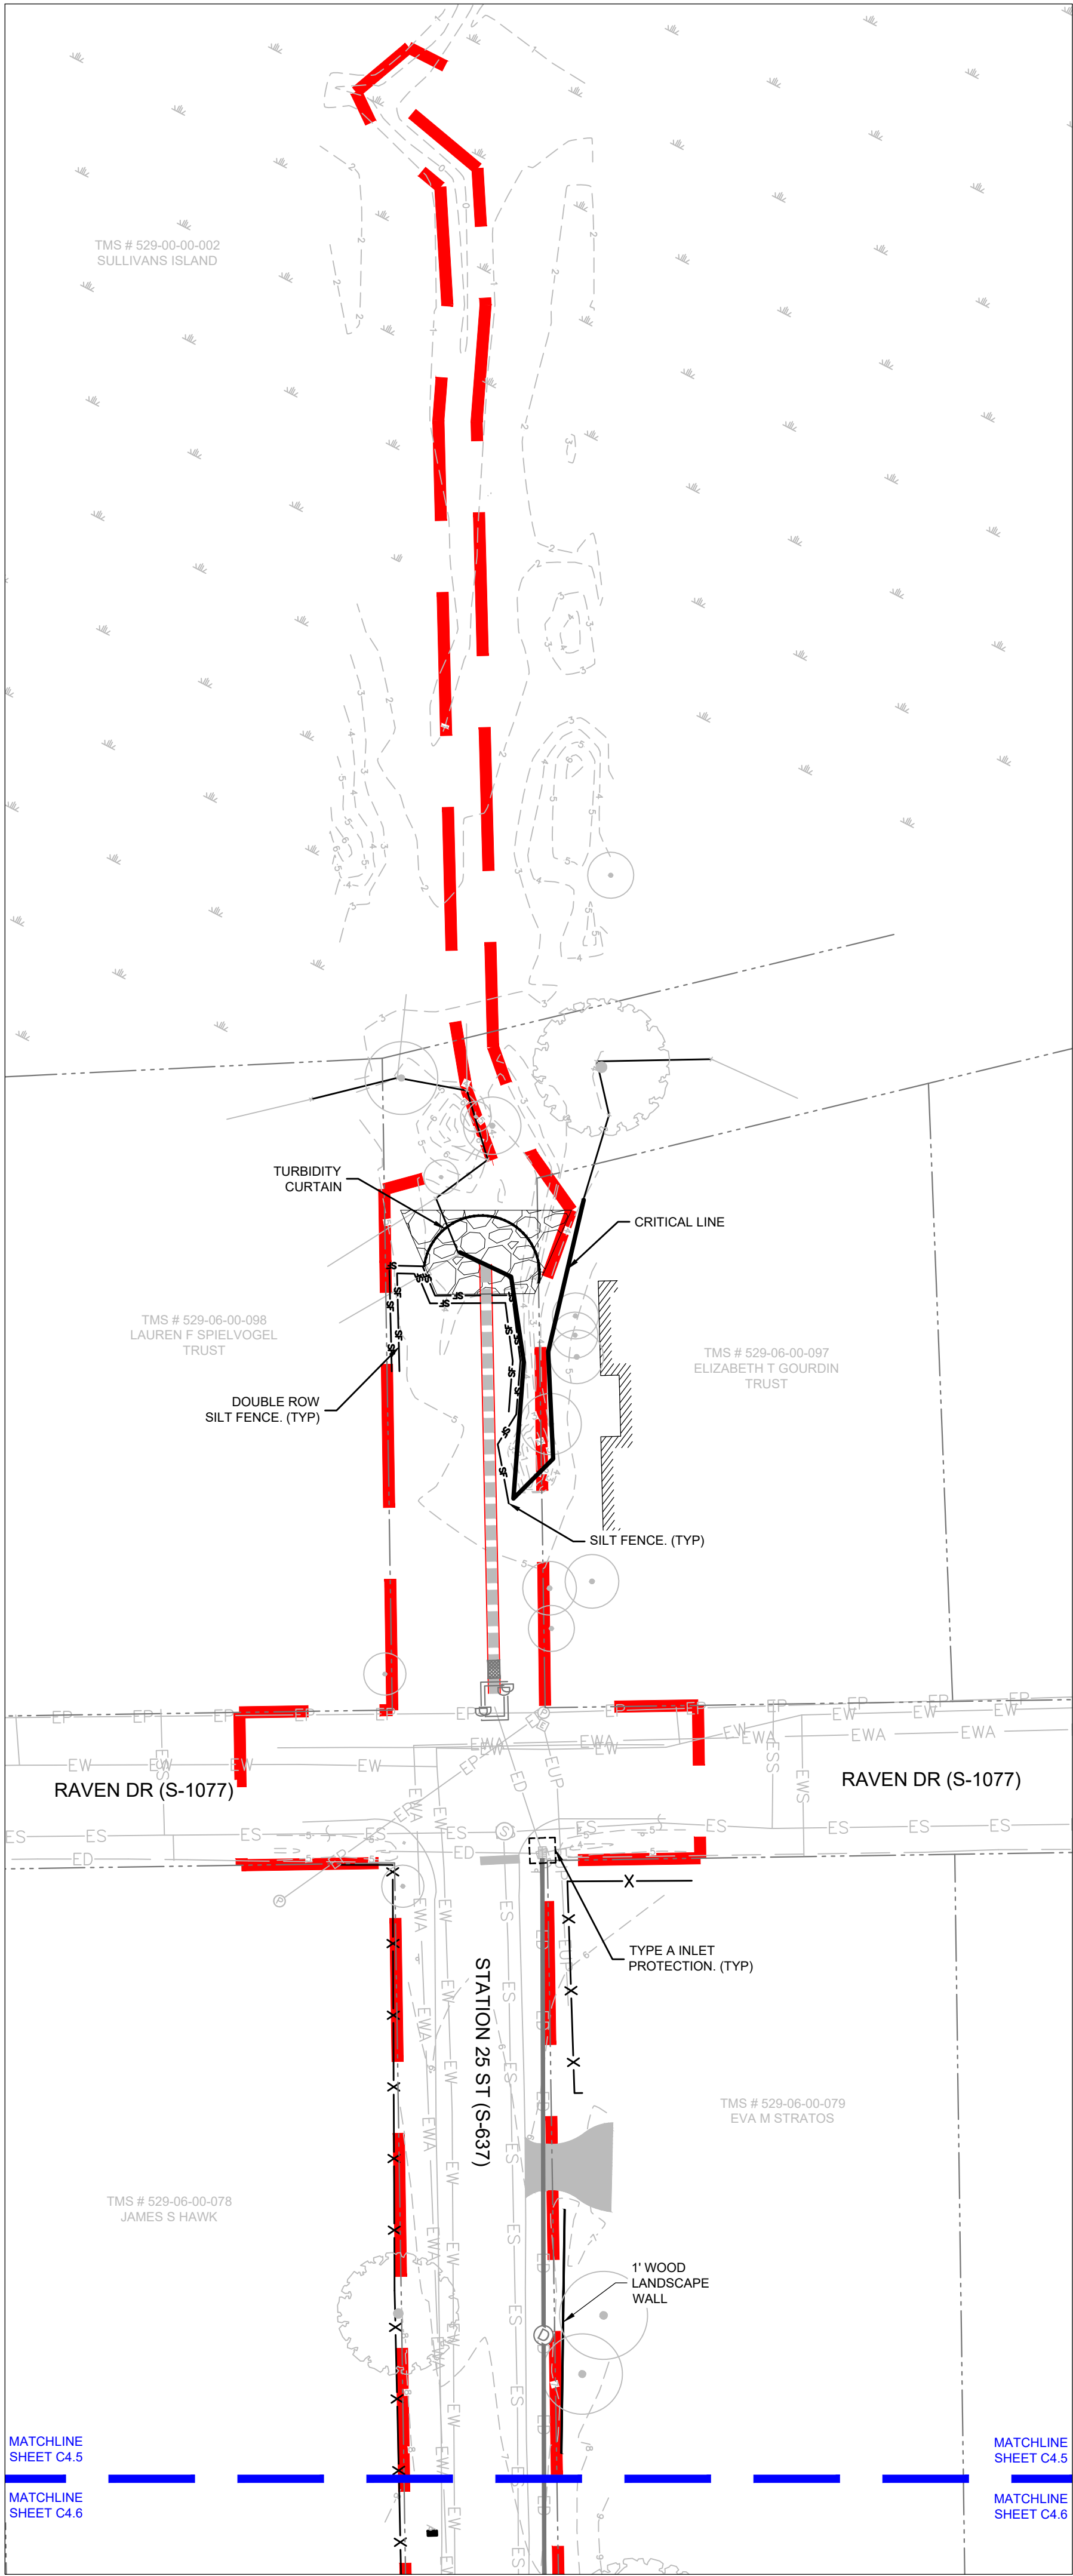 TMS # 529-00-00-002
SULLIVANS ISLAND
TURBIDITY
CURTAIN
CRITICAL LINE
TMS # 529-06-00-098
LAUREN F SPIELVOGEL
TRUST
TMS # 529-06-00-097
ELIZABETH T GOURDIN
TRUST
DOUBLE ROW
SILT FENCE. (TYP)
SILT FENCE. (TYP)
RAVEN DR (S-1077)
RAVEN DR (S-1077)
TYPE A INLET
PROTECTION. (TYP)
STATION 25 ST (S-637)
TMS # 529-06-00-079
EVA M STRATOS
TMS # 529-06-00-078
JAMES S HAWK
1' WOOD
LANDSCAPE
WALL
MATCHLINE
SHEET C4.5
MATCHLINE
SHEET C4.5
MATCHLINE
SHEET C4.6
MATCHLINE
SHEET C4.6